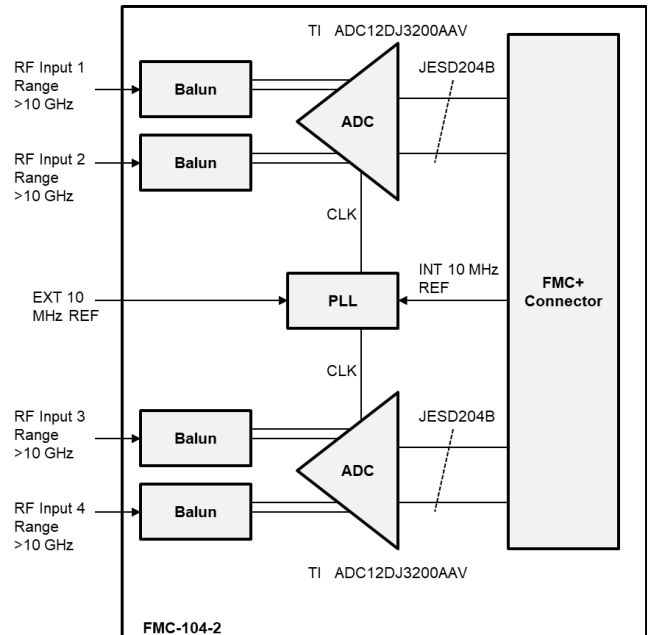 TI ADC12DJ3200AAV
RF Input 1
Range
>10 GHz
Balun
JESD204B
ADC
RF Input 2
Range
>10 GHz
Balun
CLK
EXT 10
MHz REF
PLL
INT 10 MHz
REF
FMC+
Connector
CLK
RF Input 3
Range
>10 GHz
Balun
JESD204B
ADC
RF Input 4
Range
>10 GHz
Balun
TI ADC12DJ3200AAV
FMC-104-2